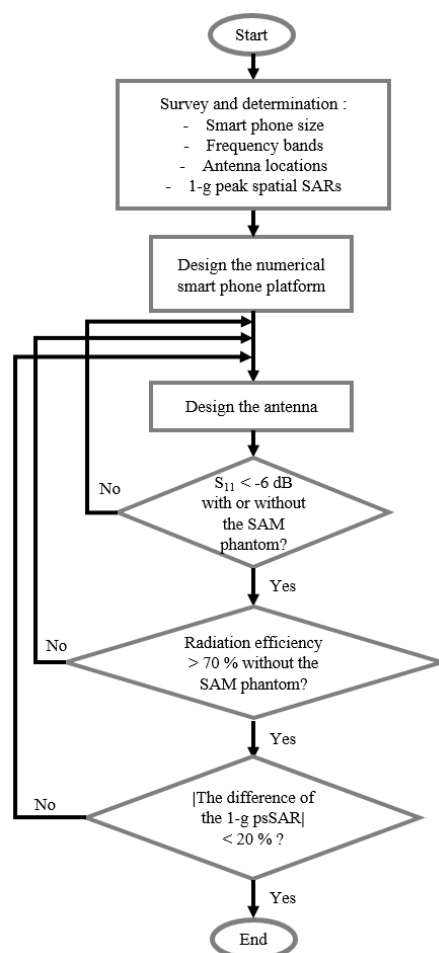 Start
Survey and determination :
- Smart phone size
- Frequency bands
- Antenna locations
- 1-g peak spatial SARs
Design the numerical
smart phone platform
Design the antenna
S₁₁ < -6 dB
with or without
the SAM
phantom?
No
Yes
Radiation efficiency
> 70 % without the
SAM phantom?
No
Yes
|The difference of
the 1-g psSAR|
< 20 % ?
No
Yes
End